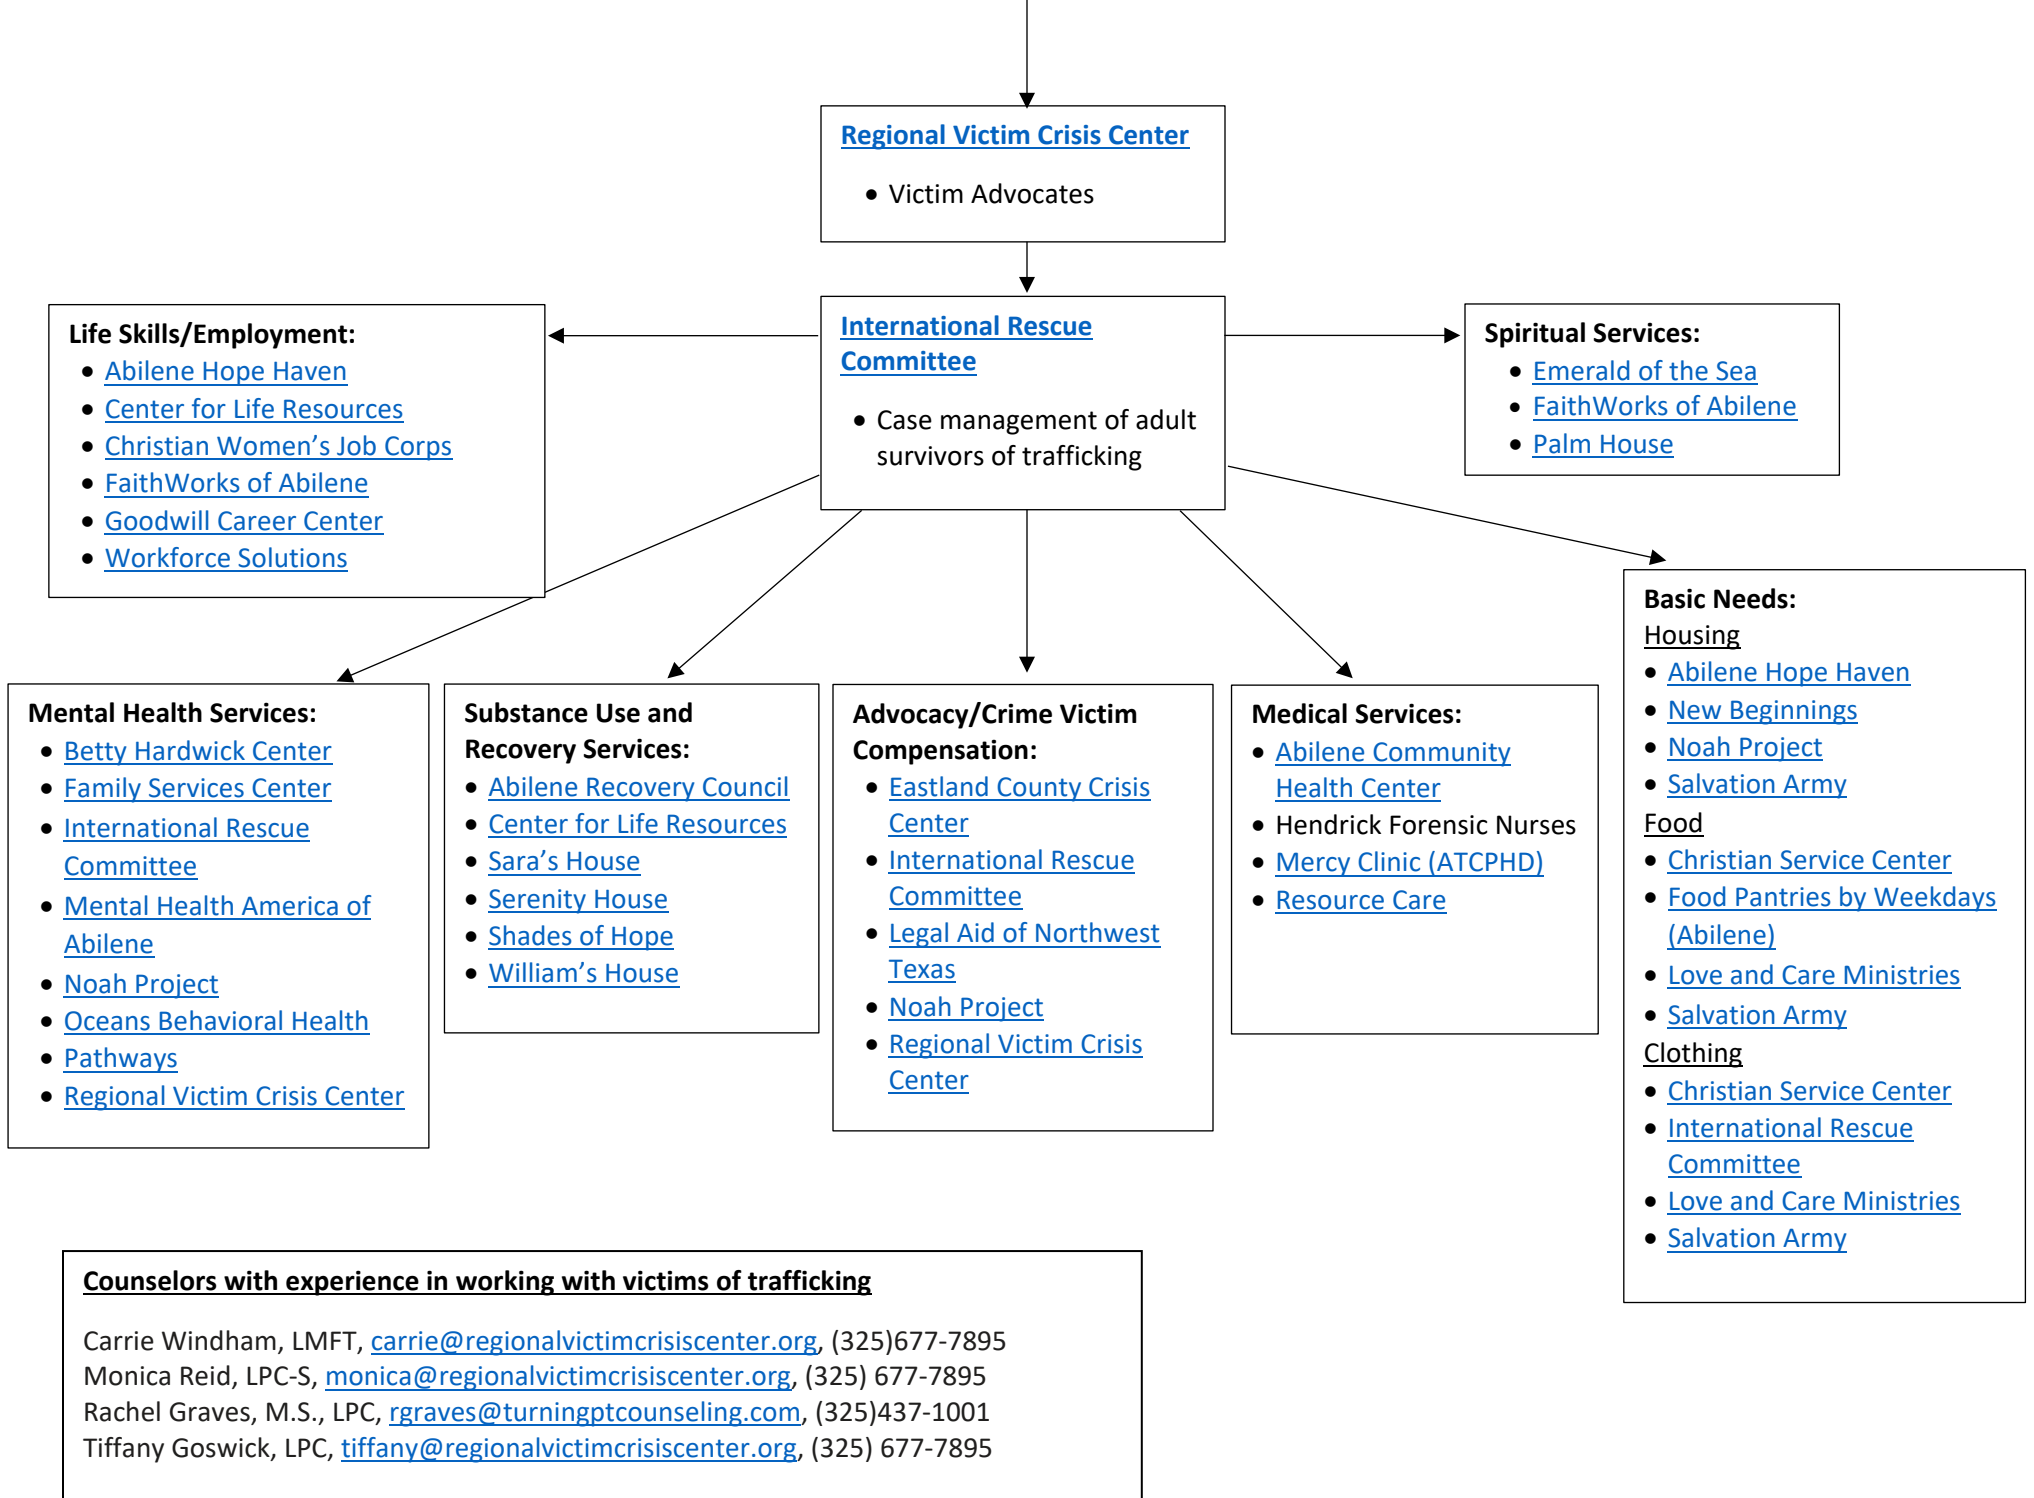 Regional Victim Crisis Center
• Victim Advocates
International Rescue
Committee
• Case management of adult
survivors of trafficking
Life Skills/Employment:
• Abilene Hope Haven
• Center for Life Resources
• Christian Women’s Job Corps
• FaithWorks of Abilene
• Goodwill Career Center
• Workforce Solutions
Spiritual Services:
• Emerald of the Sea
• FaithWorks of Abilene
• Palm House
Mental Health Services:
• Betty Hardwick Center
• Family Services Center
• International Rescue
Committee
• Mental Health America of
Abilene
• Noah Project
• Oceans Behavioral Health
• Pathways
• Regional Victim Crisis Center
Substance Use and
Recovery Services:
• Abilene Recovery Council
• Center for Life Resources
• Sara’s House
• Serenity House
• Shades of Hope
• William’s House
Advocacy/Crime Victim
Compensation:
• Eastland County Crisis
Center
• International Rescue
Committee
• Legal Aid of Northwest
Texas
• Noah Project
• Regional Victim Crisis
Center
Medical Services:
• Abilene Community
Health Center
• Hendrick Forensic Nurses
• Mercy Clinic (ATCPHD)
• Resource Care
Basic Needs:
Housing
• Abilene Hope Haven
• New Beginnings
• Noah Project
• Salvation Army
Food
• Christian Service Center
• Food Pantries by Weekdays
(Abilene)
• Love and Care Ministries
• Salvation Army
Clothing
• Christian Service Center
• International Rescue
Committee
• Love and Care Ministries
• Salvation Army
Counselors with experience in working with victims of trafficking
Carrie Windham, LMFT, carrie@regionalvictimcrisiscenter.org, (325)677-7895
Monica Reid, LPC-S, monica@regionalvictimcrisiscenter.org, (325) 677-7895
Rachel Graves, M.S., LPC, rgraves@turningptcounseling.com, (325)437-1001
Tiffany Goswick, LPC, tiffany@regionalvictimcrisiscenter.org, (325) 677-7895